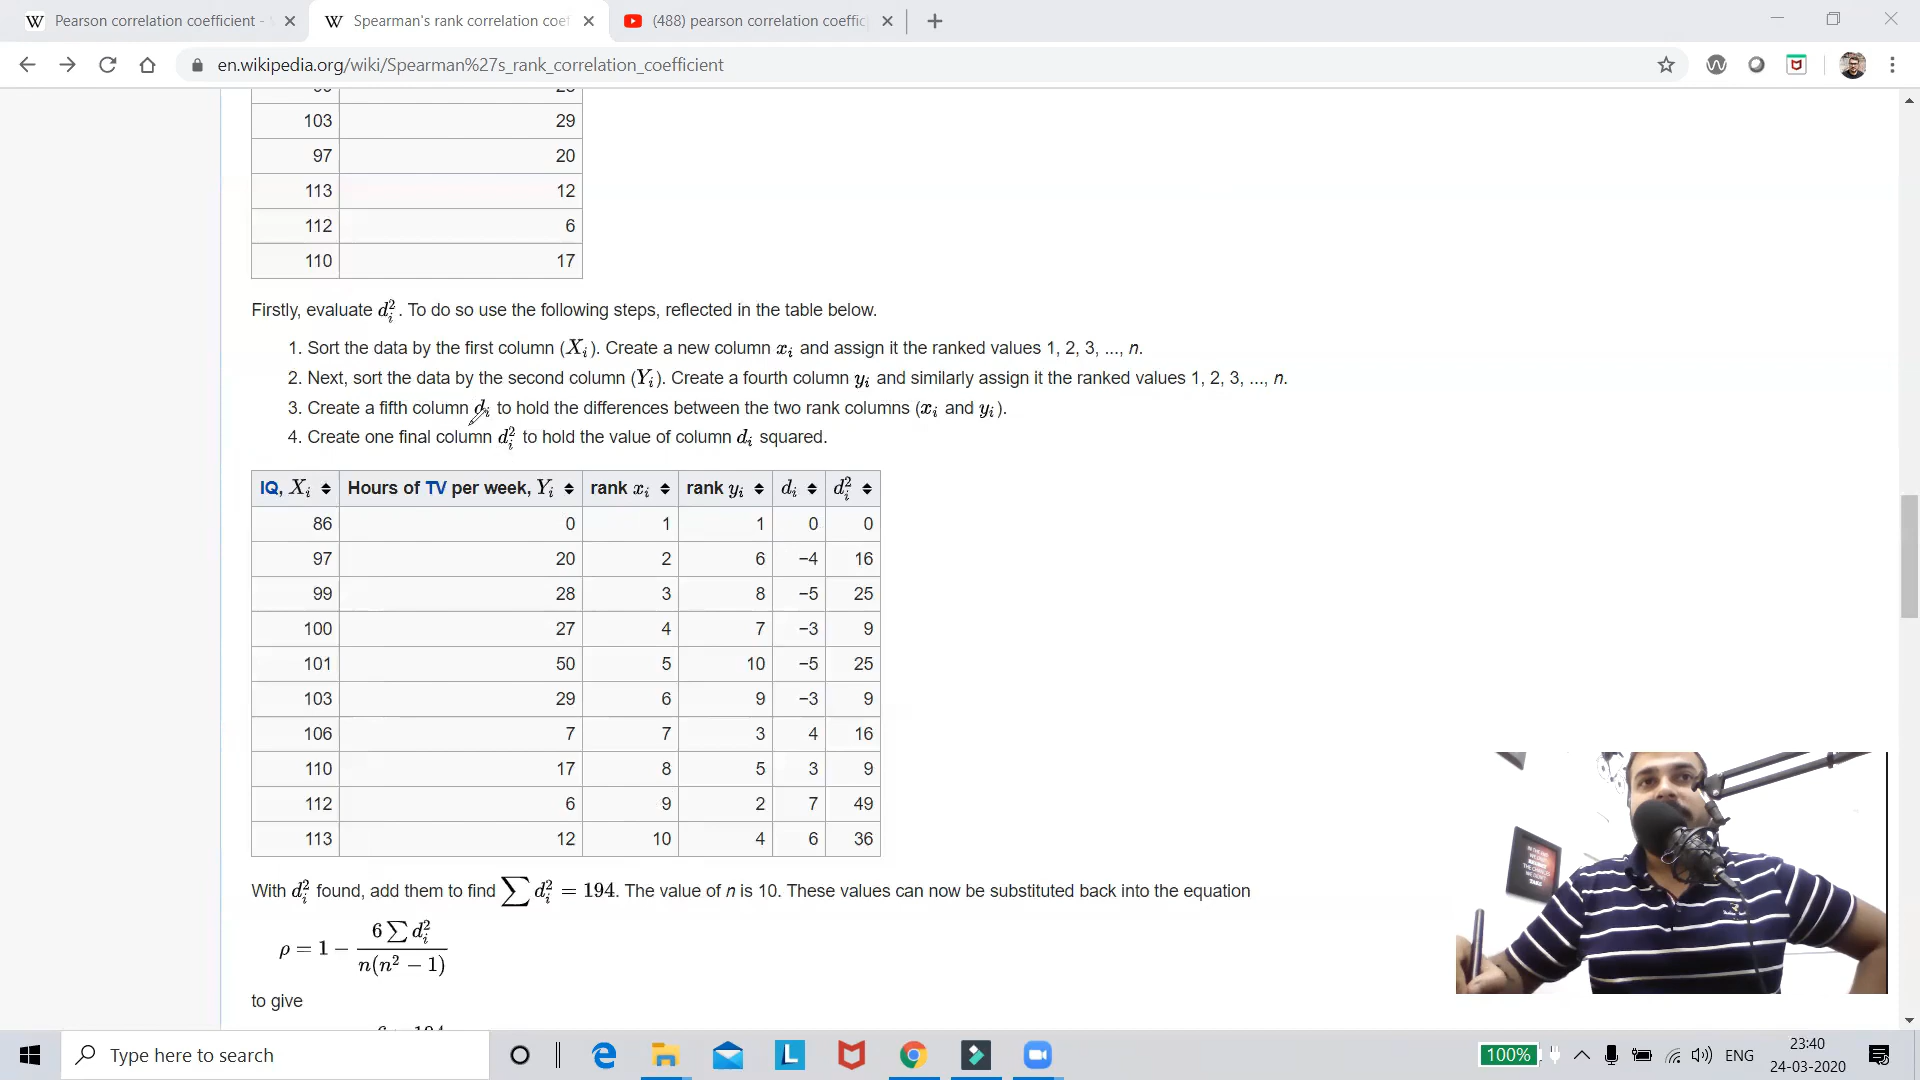 Pearson correlation coefficient -
Spearman's rank correlation coef
(488) pearson correlation coeffic
en.wikipedia.org/wiki/Spearman%27s_rank_correlation_coefficient
103 29
97 20
113 12
112 6
110 17
Firstly, evaluate dᵢ². To do so use the following steps, reflected in the table below.
1. Sort the data by the first column (Xᵢ). Create a new column xᵢ and assign it the ranked values 1, 2, 3, ..., n.
2. Next, sort the data by the second column (Yᵢ). Create a fourth column yᵢ and similarly assign it the ranked values 1, 2, 3, ..., n.
3. Create a fifth column dᵢ to hold the differences between the two rank columns (xᵢ and yᵢ).
4. Create one final column dᵢ² to hold the value of column dᵢ squared.
IQ, Xᵢ Hours of TV per week, Yᵢ rank xᵢ rank yᵢ dᵢ dᵢ²
86 0 1 1 0 0
97 20 2 6 −4 16
99 28 3 8 −5 25
100 27 4 7 −3 9
101 50 5 10 −5 25
103 29 6 9 −3 9
106 7 7 3 4 16
110 17 8 5 3 9
112 6 9 2 7 49
113 12 10 4 6 36
With dᵢ² found, add them to find ∑ dᵢ² = 194. The value of n is 10. These values can now be substituted back into the equation
ρ = 1 − 6 ∑ dᵢ² / n(n² − 1)
to give
Type here to search
100%
ENG
23:40
24-03-2020